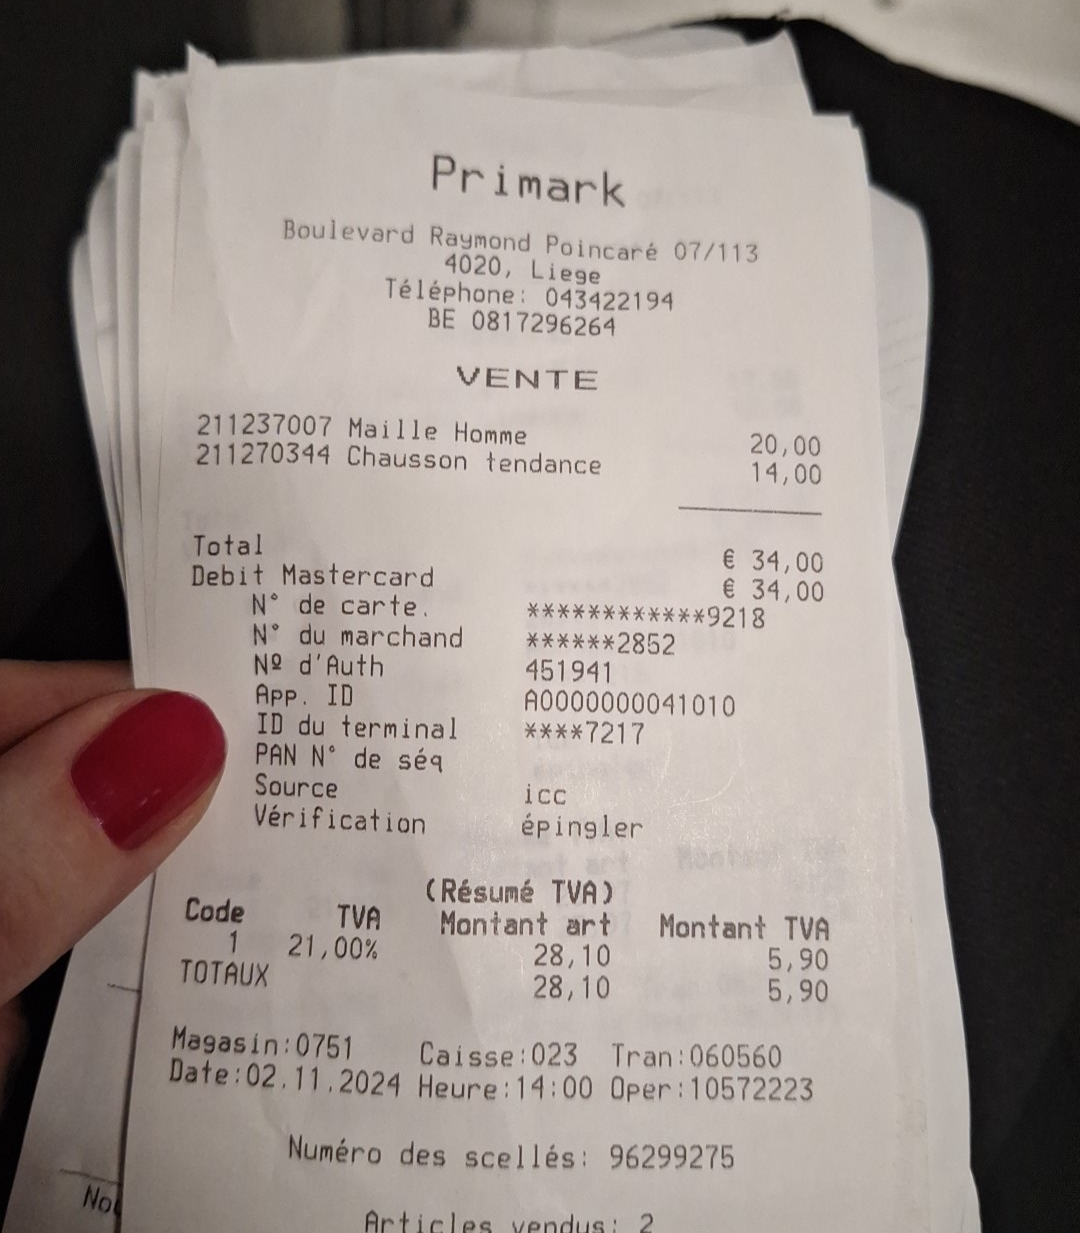 Primark
Boulevard Raymond Poincaré 07/113
4020, Liege
Téléphone: 043422194
BE 0817296264
VENTE
211237007 Maille Homme 20,00
211270344 Chausson tendance 14,00
Total € 34,00
Debit Mastercard € 34,00
N° de carte. ************9218
N° du marchand ******2852
Nº d'Auth 451941
App. ID A0000000041010
ID du terminal ****7217
PAN N° de séq
Source icc
Vérification épingler
(Résumé TVA)
Code TVA Montant art Montant TVA
1 21,00% 28,10 5,90
TOTAUX 28,10 5,90
Magasin:0751 Caisse:023 Tran:060560
Date:02.11.2024 Heure:14:00 Oper:10572223
Numéro des scellés: 96299275
Articles vendus: 2